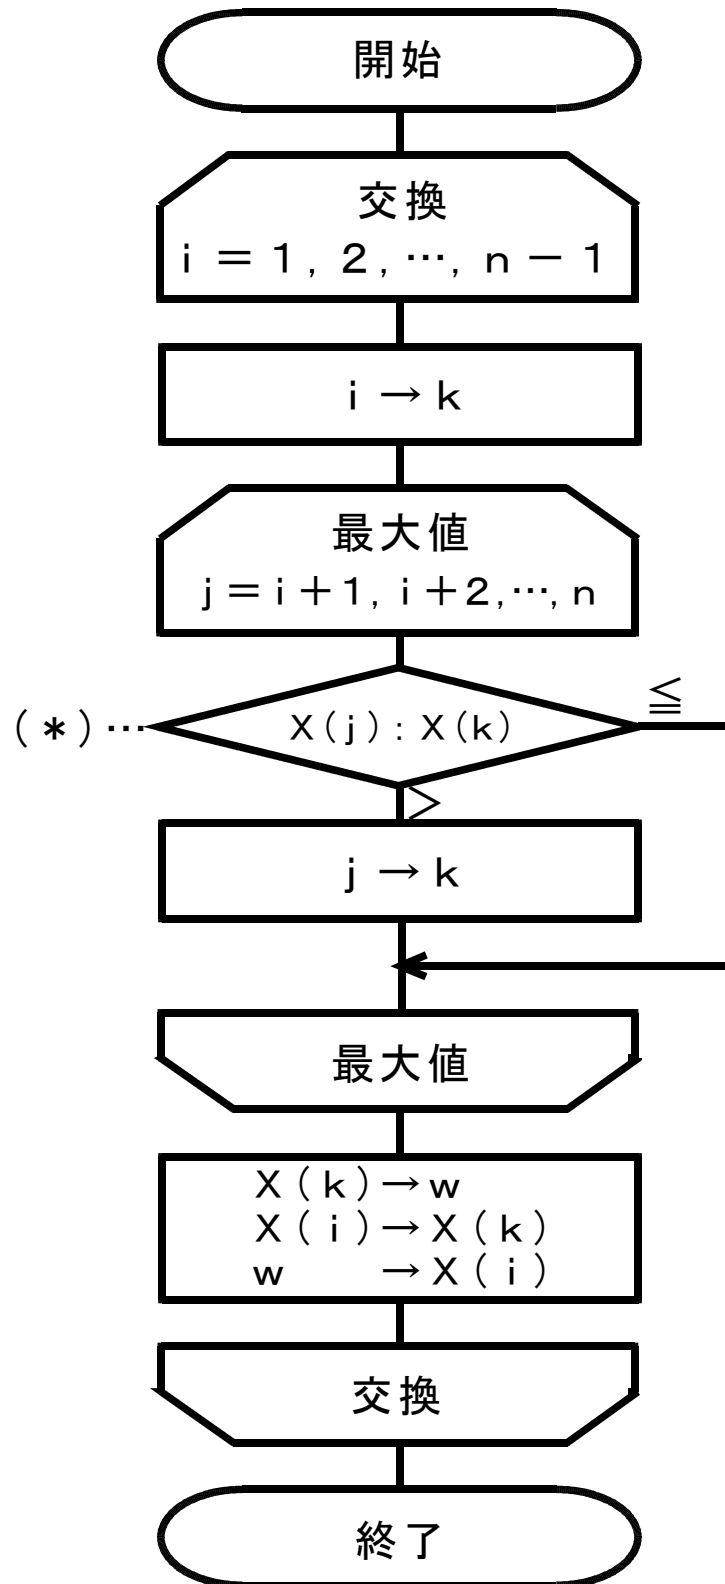 開始
交換
i ＝ 1 , 2 , …, n － 1
i → k
最大値
j ＝ i ＋ 1 , i ＋ 2 , …, n
≦
( * ) …
X ( j ) : X ( k )
＞
j → k
最大値
X ( k ) → w
X ( i ) → X ( k )
w → X ( i )
交換
終了